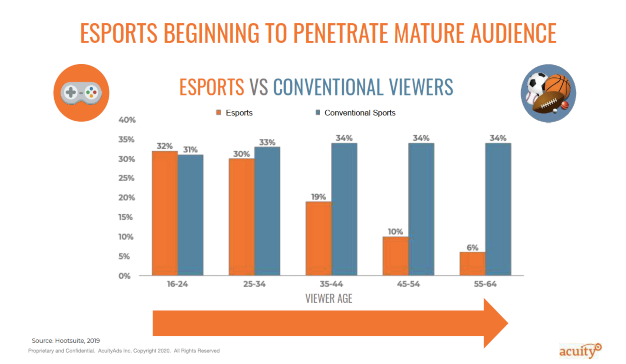 ESPORTS BEGINNING TO PENETRATE MATURE AUDIENCE
ESPORTS VS CONVENTIONAL VIEWERS
Esports Conventional Sports
40%
35%
30%
25%
20%
15%
10%
5%
0%
32% 31% 30% 33% 19% 34% 10% 34% 6% 34%
16-24 25-34 35-44 45-54 55-64
VIEWER AGE
Source: Hootsuite, 2019
Proprietary and Confidential. AcuityAds Inc. Copyright 2020. All Rights Reserved
acuity